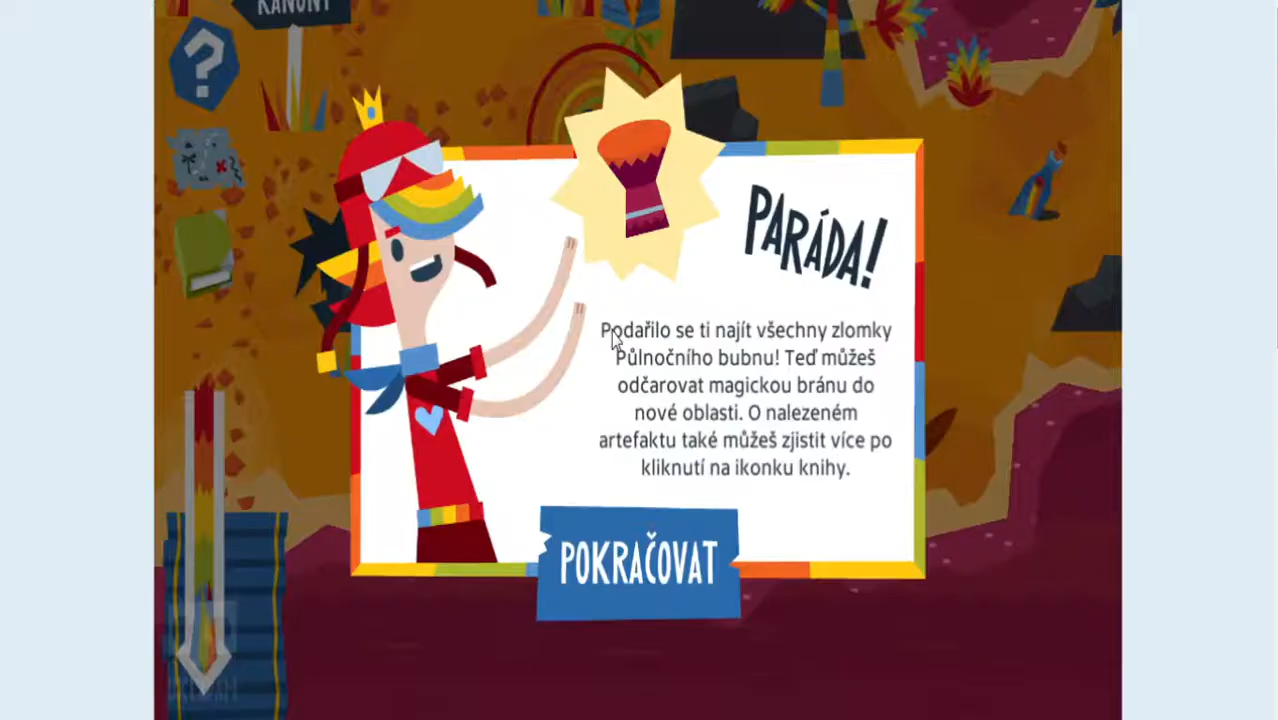 KANÓNY
?
PARÁDA!
Podařilo se ti najít všechny zlomky
Půlnočního bubnu! Teď můžeš
odčarovat magickou bránu do
nové oblasti. O nalezeném
artefaktu také můžeš zjistit více po
kliknutí na ikonku knihy.
POKRAČOVAT